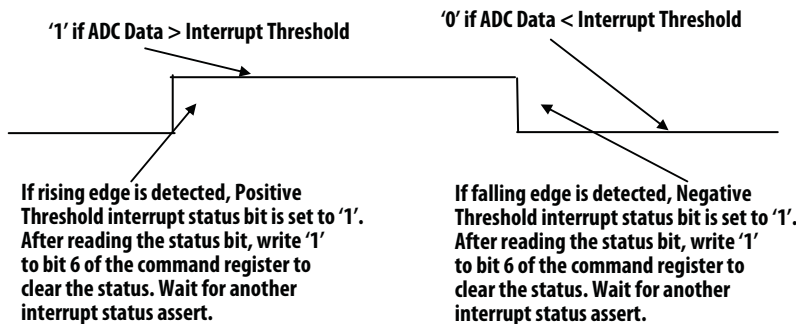 ‘1’ if ADC Data > Interrupt Threshold
‘0’ if ADC Data < Interrupt Threshold
If rising edge is detected, Positive
Threshold interrupt status bit is set to ‘1’.
After reading the status bit, write ‘1’
to bit 6 of the command register to
clear the status. Wait for another
interrupt status assert.
If falling edge is detected, Negative
Threshold interrupt status bit is set to ‘1’.
After reading the status bit, write ‘1’
to bit 6 of the command register to
clear the status. Wait for another
interrupt status assert.